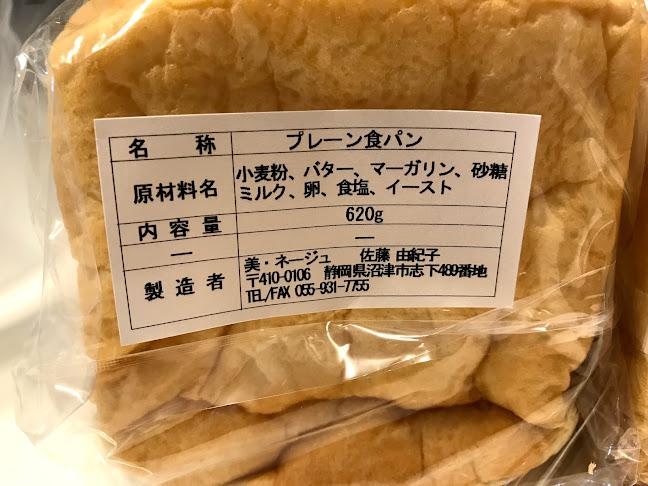 名 称 プレーン食パン
原材料名 小麦粉、バター、マーガリン、砂糖
ミルク、卵、食塩、イースト
内 容 量 620g
— —
製 造 者 美・ネージュ 佐藤 由紀子
〒410-0106 静岡県沼津市志下489番地
TEL/FAX 055-931-7755